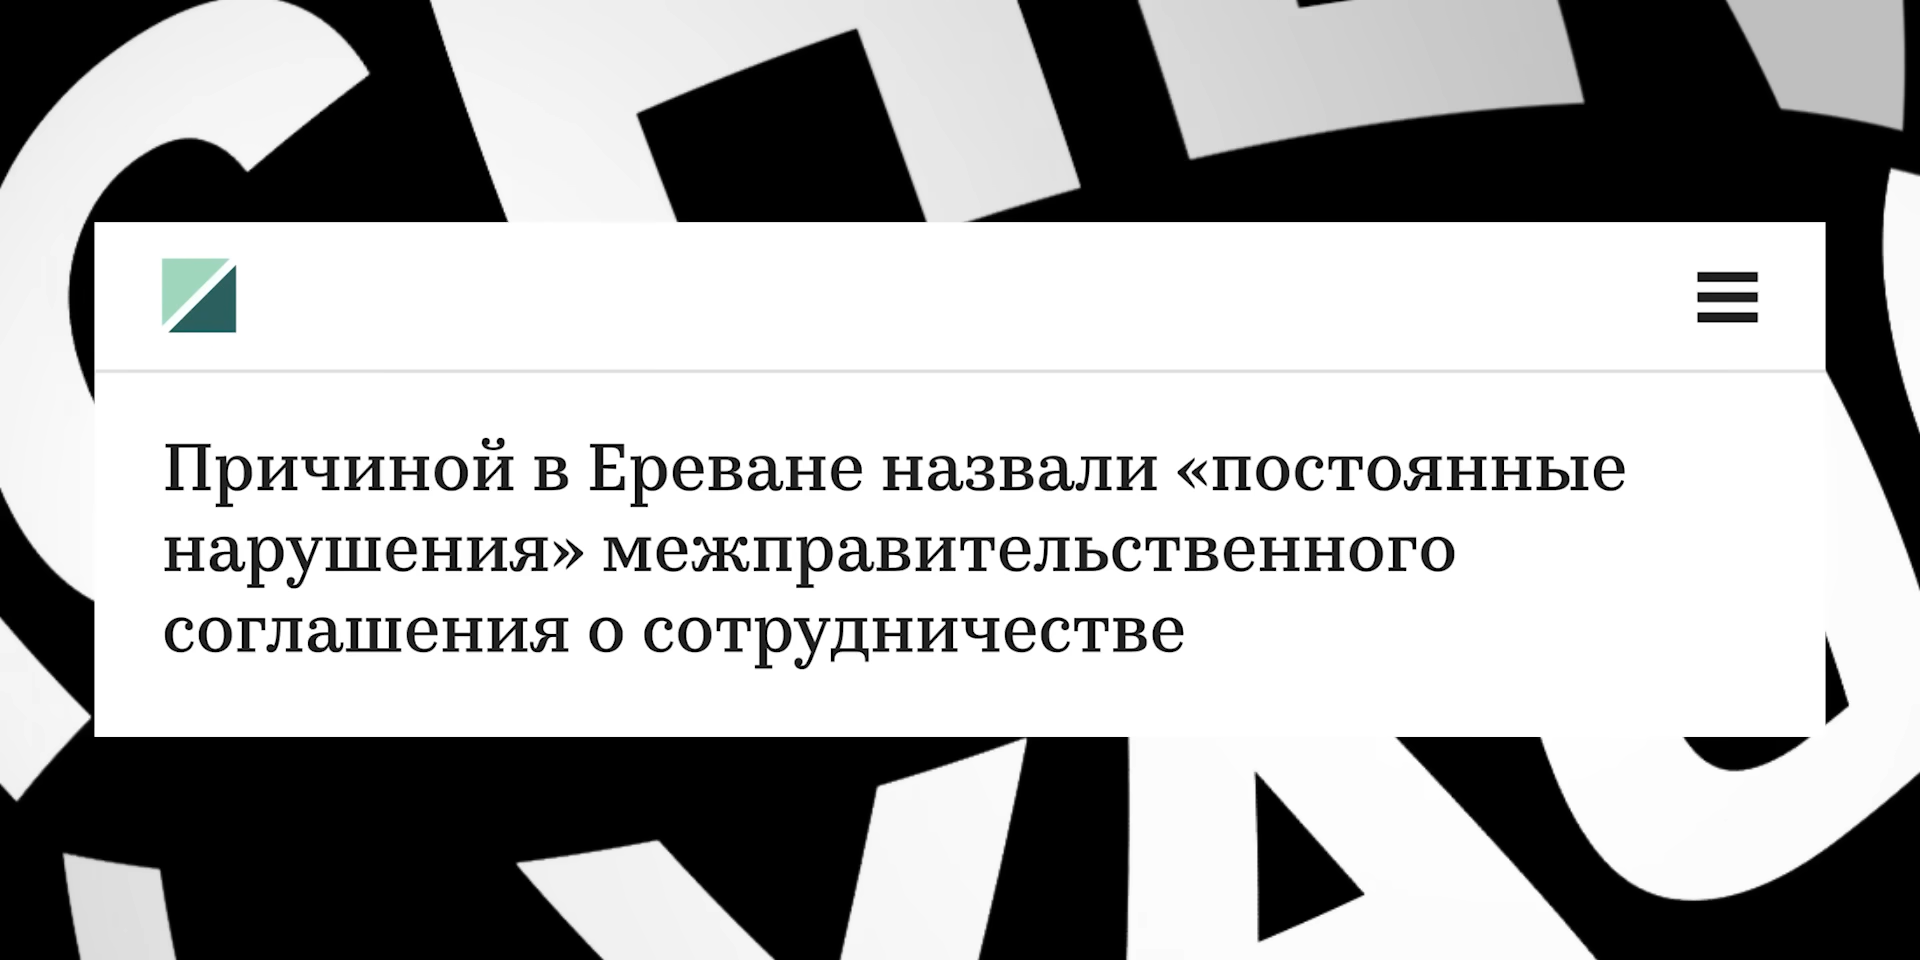 Причиной в Ереване назвали «постоянные
нарушения» межправительственного
соглашения о сотрудничестве